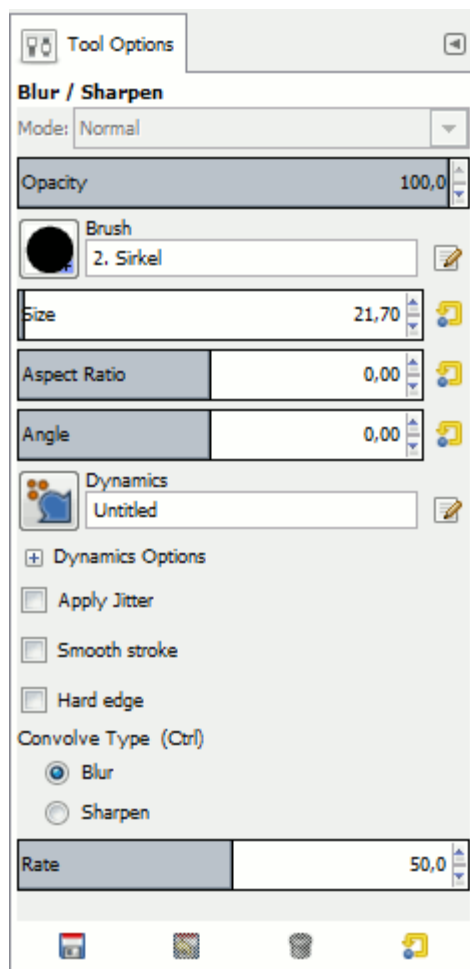 Tool Options
Blur / Sharpen
Mode: Normal
Opacity 100,0
Brush
2. Sirkel
Size 21,70
Aspect Ratio 0,00
Angle 0,00
Dynamics
Untitled
Dynamics Options
Apply Jitter
Smooth stroke
Hard edge
Convolve Type (Ctrl)
Blur
Sharpen
Rate 50,0